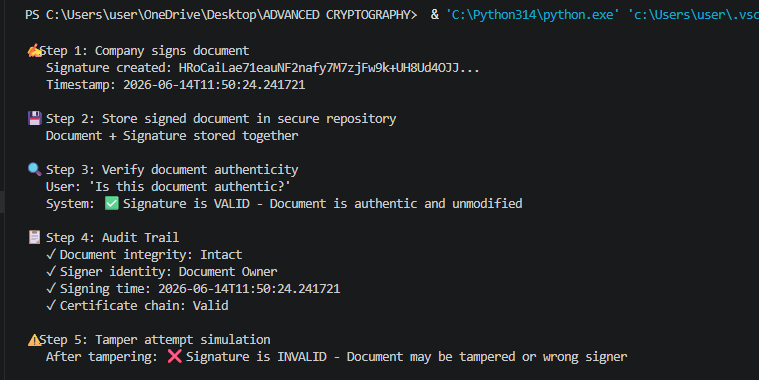 PS C:\Users\user\OneDrive\Desktop\ADVANCED CRYPTOGRAPHY>  & 'C:\Python314\python.exe' 'c:\Users\user\.vsc
✍️Step 1: Company signs document
Signature created: HRoCaiLae71eauNF2nafy7M7zjFw9k+UH8Ud4OJJ...
Timestamp: 2026-06-14T11:50:24.241721
💾 Step 2: Store signed document in secure repository
Document + Signature stored together
🔍 Step 3: Verify document authenticity
User: 'Is this document authentic?'
System: ✅ Signature is VALID - Document is authentic and unmodified
📋 Step 4: Audit Trail
✓ Document integrity: Intact
✓ Signer identity: Document Owner
✓ Signing time: 2026-06-14T11:50:24.241721
✓ Certificate chain: Valid
⚠️Step 5: Tamper attempt simulation
After tampering: ❌ Signature is INVALID - Document may be tampered or wrong signer